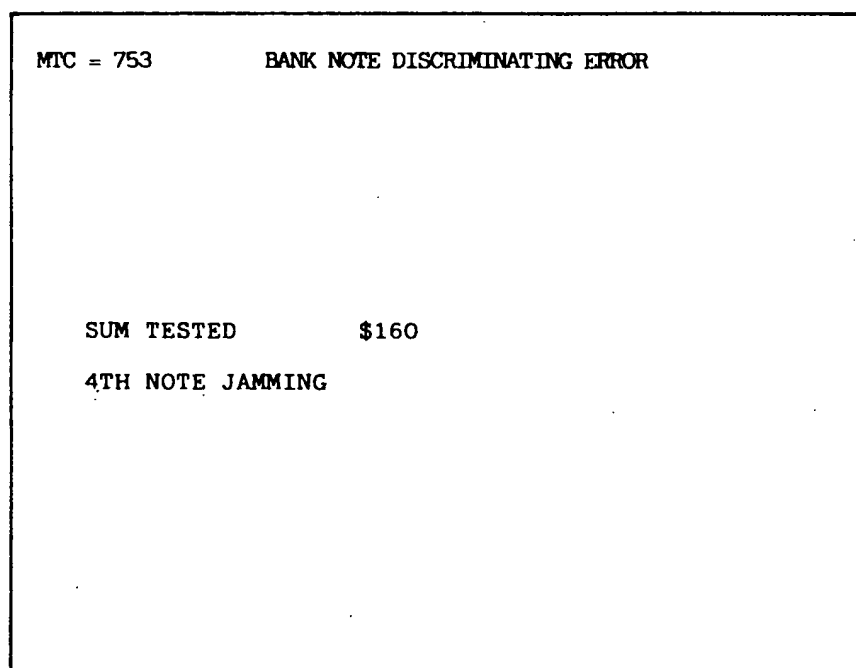 MTC = 753 BANK NOTE DISCRIMINATING ERROR
SUM TESTED $160
4TH NOTE JAMMING